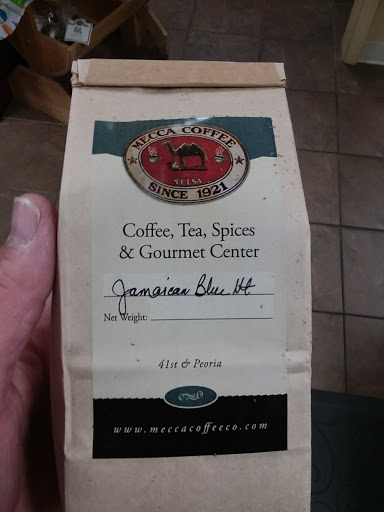 MECCA COFFEE
TULSA
SINCE 1921
Coffee, Tea, Spices
& Gourmet Center
Jamaican Blue Mt
Net Weight:
41st & Peoria
www.meccacoffeeco.com